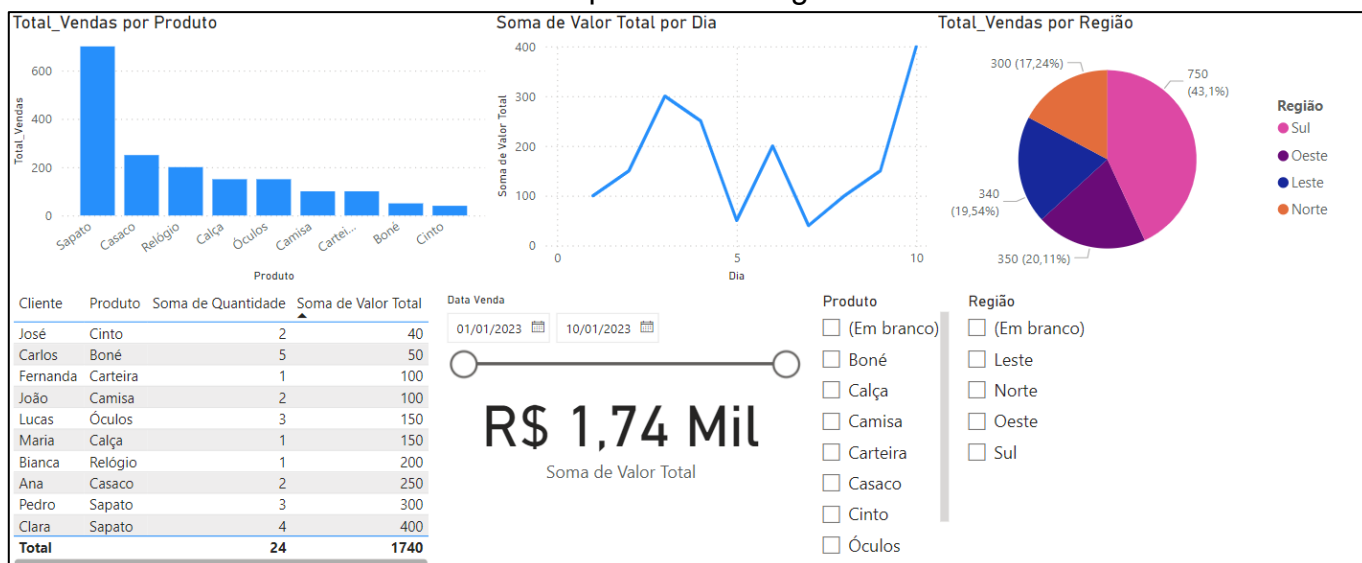 Total_Vendas por Produto
Total_Vendas
600
400
200
0
Sapato
Casaco
Relógio
Calça
Óculos
Camisa
Cartei...
Boné
Cinto
Produto
Soma de Valor Total por Dia
Soma de Valor Total
400
300
200
100
0
0
5
10
Dia
Total_Vendas por Região
300 (17,24%)
750
(43,1%)
340
(19,54%)
350 (20,11%)
Região
Sul
Oeste
Leste
Norte
Cliente Produto Soma de Quantidade Soma de Valor Total
José Cinto 2 40
Carlos Boné 5 50
Fernanda Carteira 1 100
João Camisa 2 100
Lucas Óculos 3 150
Maria Calça 1 150
Bianca Relógio 1 200
Ana Casaco 2 250
Pedro Sapato 3 300
Clara Sapato 4 400
Total 24 1740
Data Venda
01/01/2023 10/01/2023
R$ 1,74 Mil
Soma de Valor Total
Produto
(Em branco)
Boné
Calça
Camisa
Carteira
Casaco
Cinto
Óculos
Região
(Em branco)
Leste
Norte
Oeste
Sul